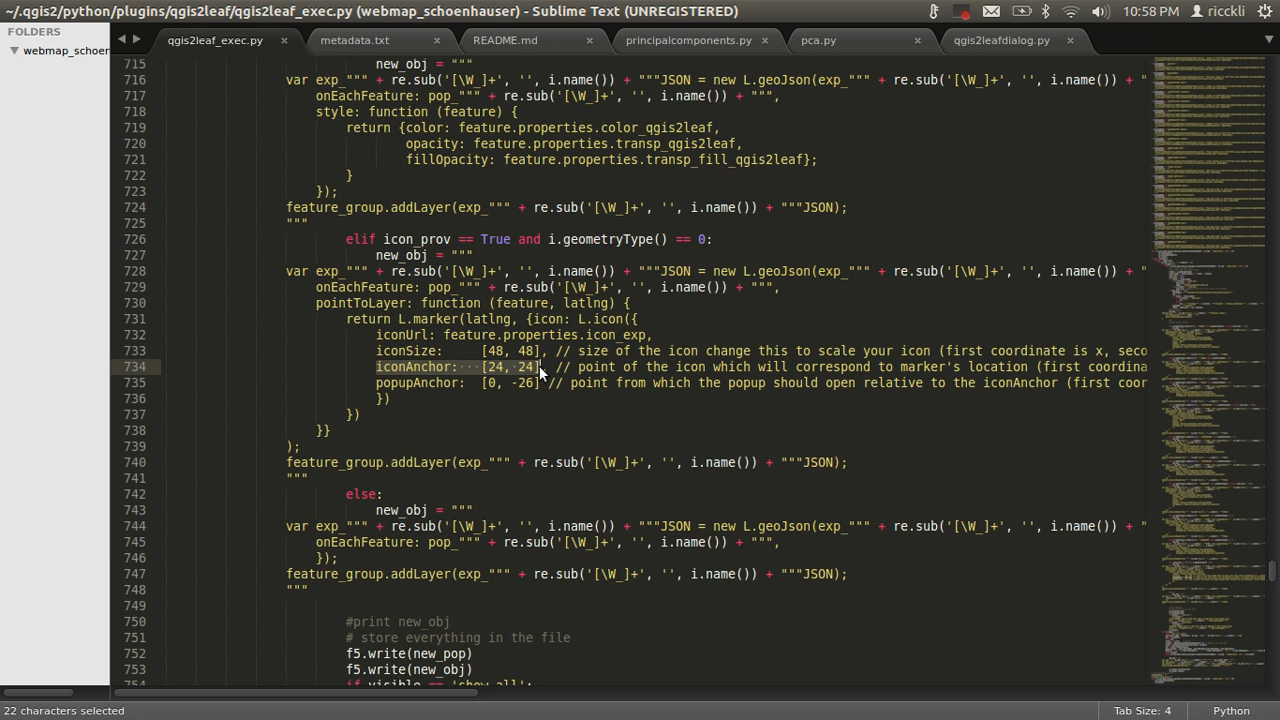 ~/.qgis2/python/plugins/qgis2leaf/qgis2leaf_exec.py (webmap_schoenhauser) - Sublime Text (UNREGISTERED)
10:58 PM ricckli
FOLDERS
webmap_schoer
qgis2leaf_exec.py × metadata.txt × README.md × principalcomponents.py × pca.py × qgis2leafdialog.py ×
715 new_obj = """
716 var exp_""" + re.sub('[\W_]+', '', i.name()) + """JSON = new L.geoJson(exp_""" + re.sub('[\W_]+', '', i.name()) + "
717 onEachFeature: pop_""" + re.sub('[\W_]+', '', i.name()) + """,
718 style: function (feature) {
719 return {color: feature.properties.color_qgis2leaf,
720 opacity: feature.properties.transp_qgis2leaf,
721 fillOpacity: feature.properties.transp_fill_qgis2leaf};
722 }
723 });
724 feature_group.addLayer(exp_""" + re.sub('[\W_]+', '', i.name()) + """JSON);
725 """
726 elif icon_prov == True and i.geometryType() == 0:
727 new_obj = """
728 var exp_""" + re.sub('[\W_]+', '', i.name()) + """JSON = new L.geoJson(exp_""" + re.sub('[\W_]+', '', i.name()) + "
729 onEachFeature: pop_""" + re.sub('[\W_]+', '', i.name()) + """,
730 pointToLayer: function (feature, latlng) {
731 return L.marker(latlng, {icon: L.icon({
732 iconUrl: feature.properties.icon_exp,
733 iconSize: 48], // size of the icon change this to scale your icon (first coordinate is x, seco
734 iconAnchor: 24] of the icon which will correspond to marker's location (first coordina
735 popupAnchor: [0, 26] // point from which the popup should open relative to the iconAnchor (first coor
736 })
737 })
738 }}
739 );
740 feature_group.addLayer(exp_""" + re.sub('[\W_]+', '', i.name()) + """JSON);
741 """
742 else:
743 new_obj = """
744 var exp_""" + re.sub('[\W_]+', '', i.name()) + """JSON = new L.geoJson(exp_""" + re.sub('[\W_]+', '', i.name()) + "
745 onEachFeature: pop_""" + re.sub('[\W_]+', '', i.name()) + """,
746 });
747 feature_group.addLayer(exp_""" + re.sub('[\W_]+', '', i.name()) + """JSON);
748 """
749
750 #print new_obj
751 # store everything in the file
752 f5.write(new_pop)
753 f5.write(new_obj)
754 if visible == 'show all':
22 characters selected Tab Size: 4 Python